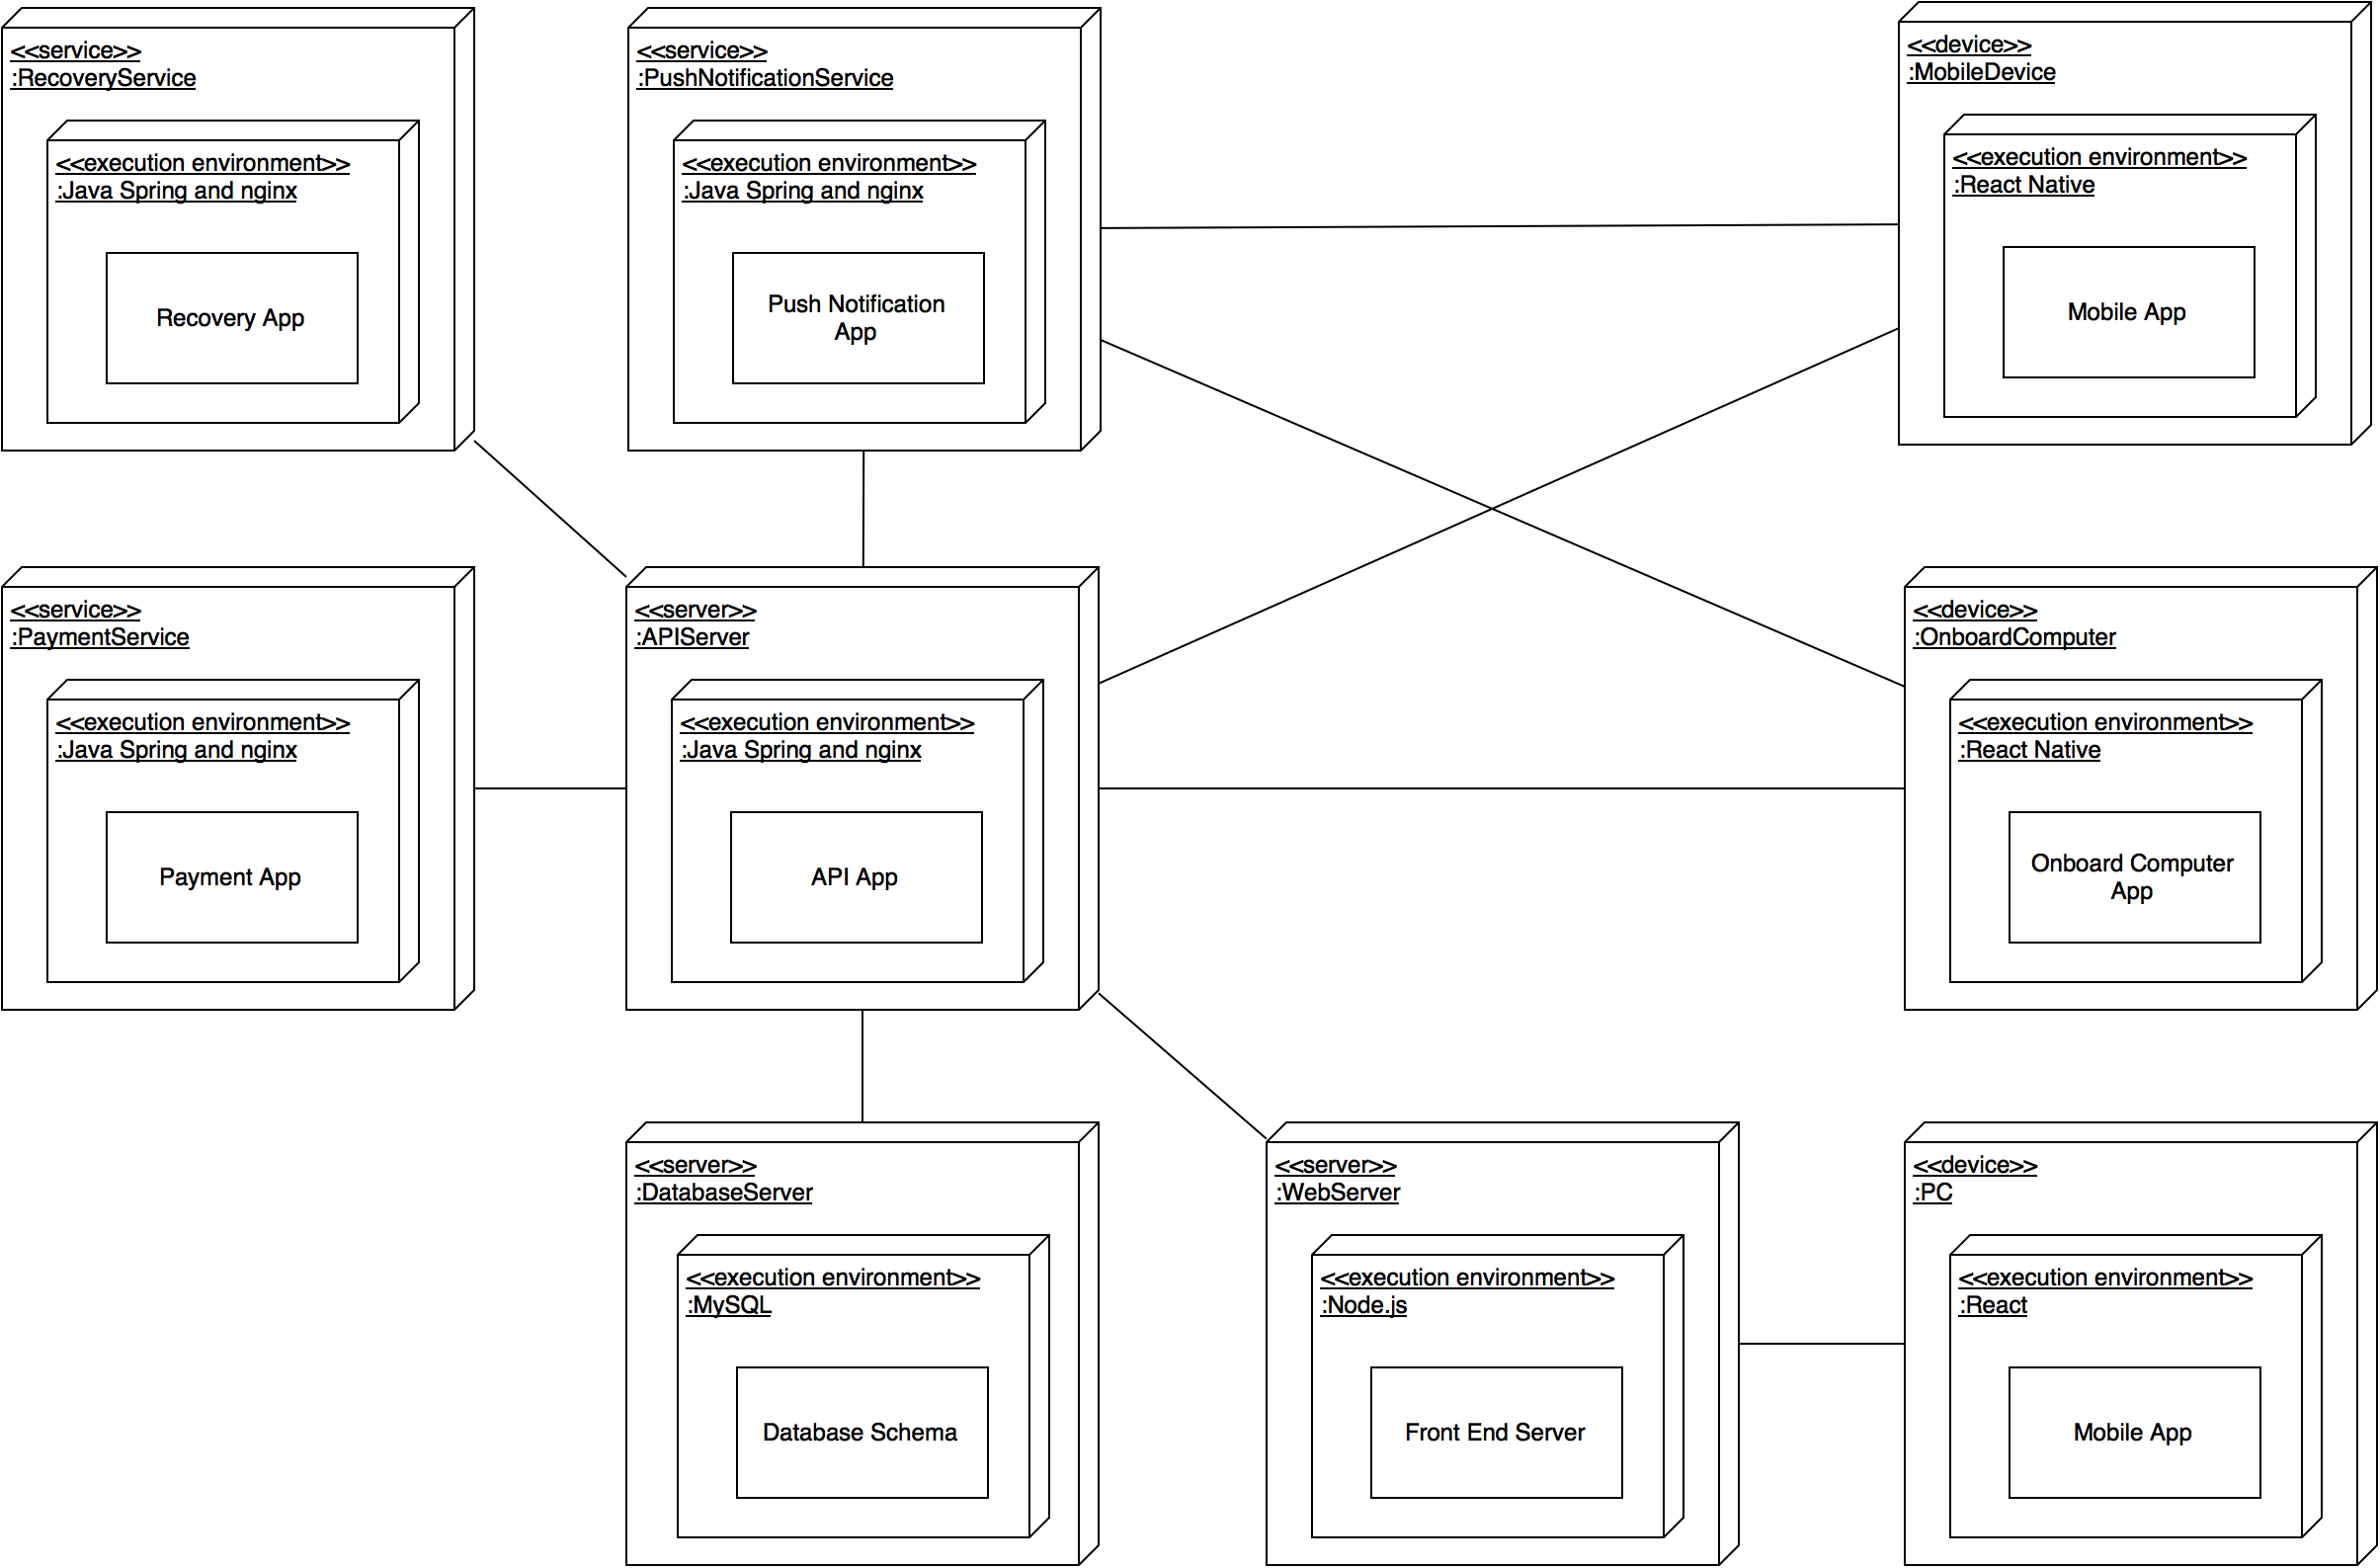 <<service>>
:RecoveryService
<<execution environment>>
:Java Spring and nginx
Recovery App
<<service>>
:PushNotificationService
<<execution environment>>
:Java Spring and nginx
Push Notification
App
<<device>>
:MobileDevice
<<execution environment>>
:React Native
Mobile App
<<service>>
:PaymentService
<<execution environment>>
:Java Spring and nginx
Payment App
<<server>>
:APIServer
<<execution environment>>
:Java Spring and nginx
API App
<<device>>
:OnboardComputer
<<execution environment>>
:React Native
Onboard Computer
App
<<server>>
:DatabaseServer
<<execution environment>>
:MySQL
Database Schema
<<server>>
:WebServer
<<execution environment>>
:Node.js
Front End Server
<<device>>
:PC
<<execution environment>>
:React
Mobile App